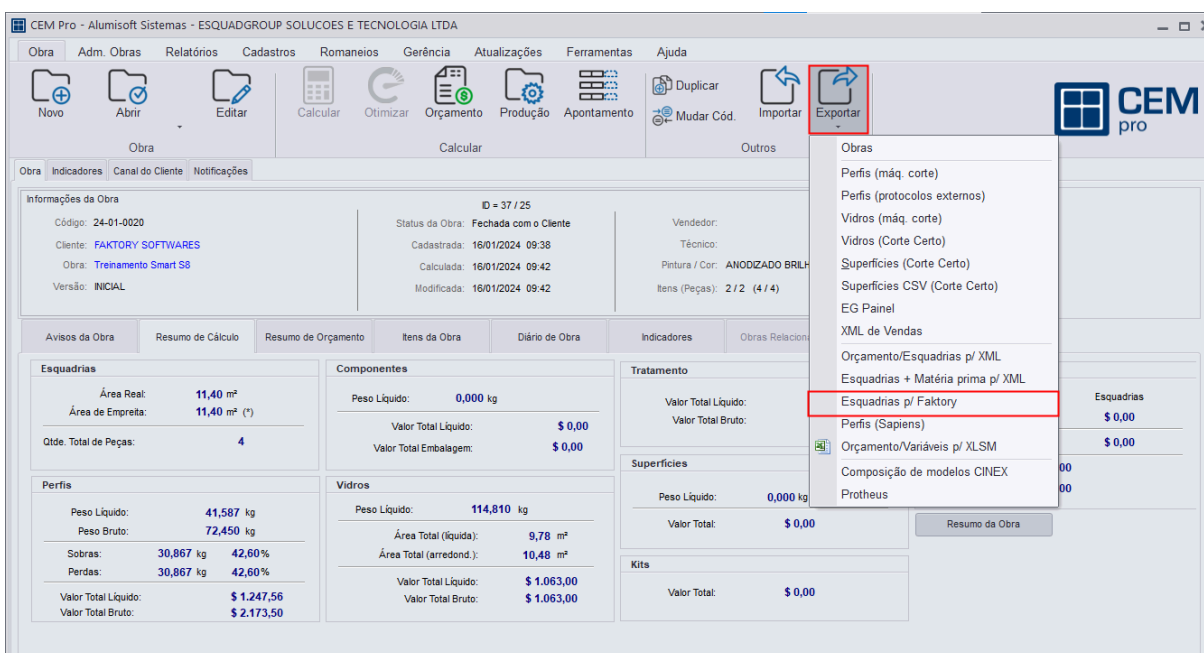 CEM Pro - Alumisoft Sistemas - ESQUADGROUP SOLUCOES E TECNOLOGIA LTDA
Obra Adm. Obras Relatórios Cadastros Romaneios Gerência Atualizações Ferramentas Ajuda
Novo Abrir Editar Calcular Otimizar Orçamento Produção Apontamento
Duplicar
Mudar Cód.
Importar Exportar
Obra Calcular Outros
CEM
pro
Obra Indicadores Canal do Cliente Notificações
Informações da Obra
ID = 37 / 25
Código: 24-01-0020
Cliente: FAKTORY SOFTWARES
Obra: Treinamento Smart S8
Versão: INICIAL
Status da Obra: Fechada com o Cliente
Cadastrada: 16/01/2024 09:38
Calculada: 16/01/2024 09:42
Modificada: 16/01/2024 09:42
Vendedor:
Técnico:
Pintura / Cor: ANODIZADO BRILH
Itens (Peças): 2 / 2 (4 / 4)
Obras
Perfis (máq. corte)
Perfis (protocolos externos)
Vidros (máq. corte)
Vidros (Corte Certo)
Superfícies (Corte Certo)
Superfícies CSV (Corte Certo)
EG Painel
XML de Vendas
Orçamento/Esquadrias p/ XML
Esquadrias + Matéria prima p/ XML
Esquadrias p/ Faktory
Perfis (Sapiens)
Orçamento/Variáveis p/ XLSM
Composição de modelos CINEX
Protheus
Avisos da Obra Resumo de Cálculo Resumo de Orçamento Itens da Obra Diário de Obra Indicadores Obras Relaciona
Esquadrias
Área Real: 11,40 m²
Área de Empreita: 11,40 m² (*)
Qtde. Total de Peças: 4
Perfis
Peso Líquido: 41,587 kg
Peso Bruto: 72,450 kg
Sobras: 30,867 kg 42,60%
Perdas: 30,867 kg 42,60%
Valor Total Líquido: $ 1.247,56
Valor Total Bruto: $ 2.173,50
Componentes
Peso Líquido: 0,000 kg
Valor Total Líquido: $ 0,00
Valor Total Embalagem: $ 0,00
Vidros
Peso Líquido: 114,810 kg
Área Total (líquida): 9,78 m²
Área Total (arredond.): 10,48 m²
Valor Total Líquido: $ 1.063,00
Valor Total Bruto: $ 1.063,00
Tratamento
Valor Total Líquido:
Valor Total Bruto:
Superfícies
Peso Líquido: 0,000 kg
Valor Total: $ 0,00
Kits
Valor Total: $ 0,00
Esquadrias
$ 0,00
$ 0,00
00
00
Resumo da Obra